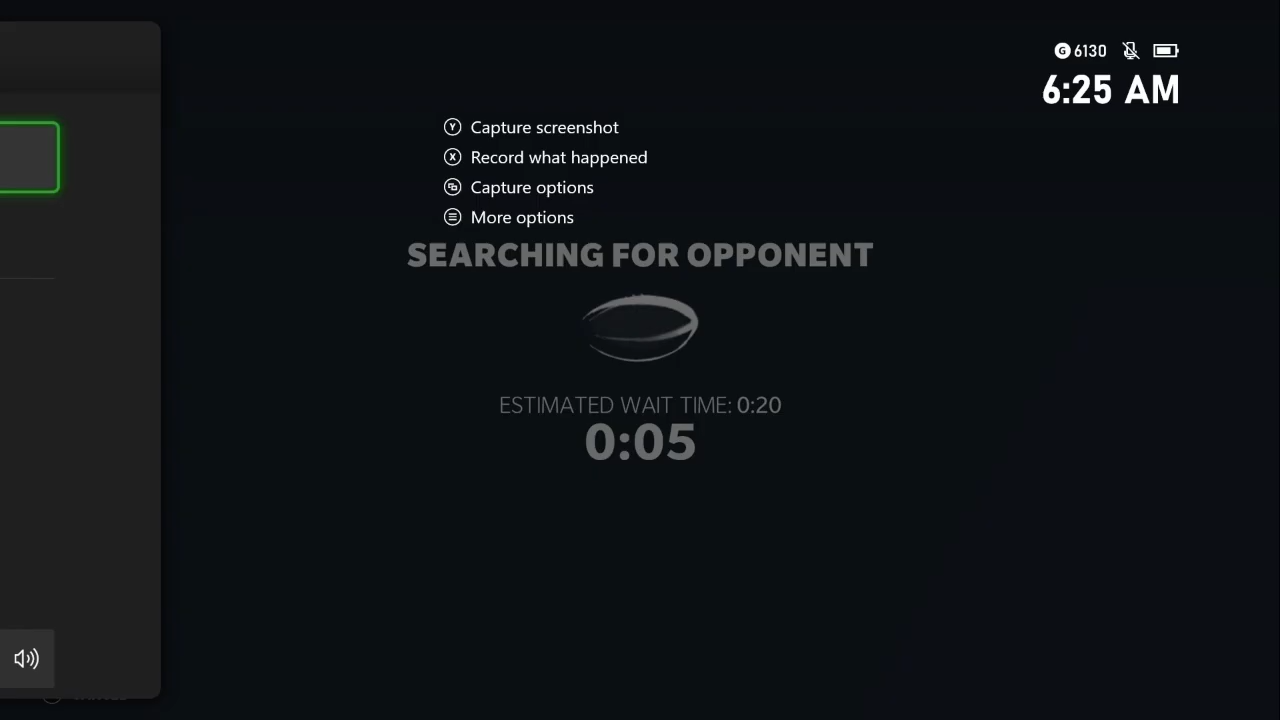 G 6130
6:25 AM
Y Capture screenshot
X Record what happened
Capture options
More options
SEARCHING FOR OPPONENT
ESTIMATED WAIT TIME: 0:20
0:05